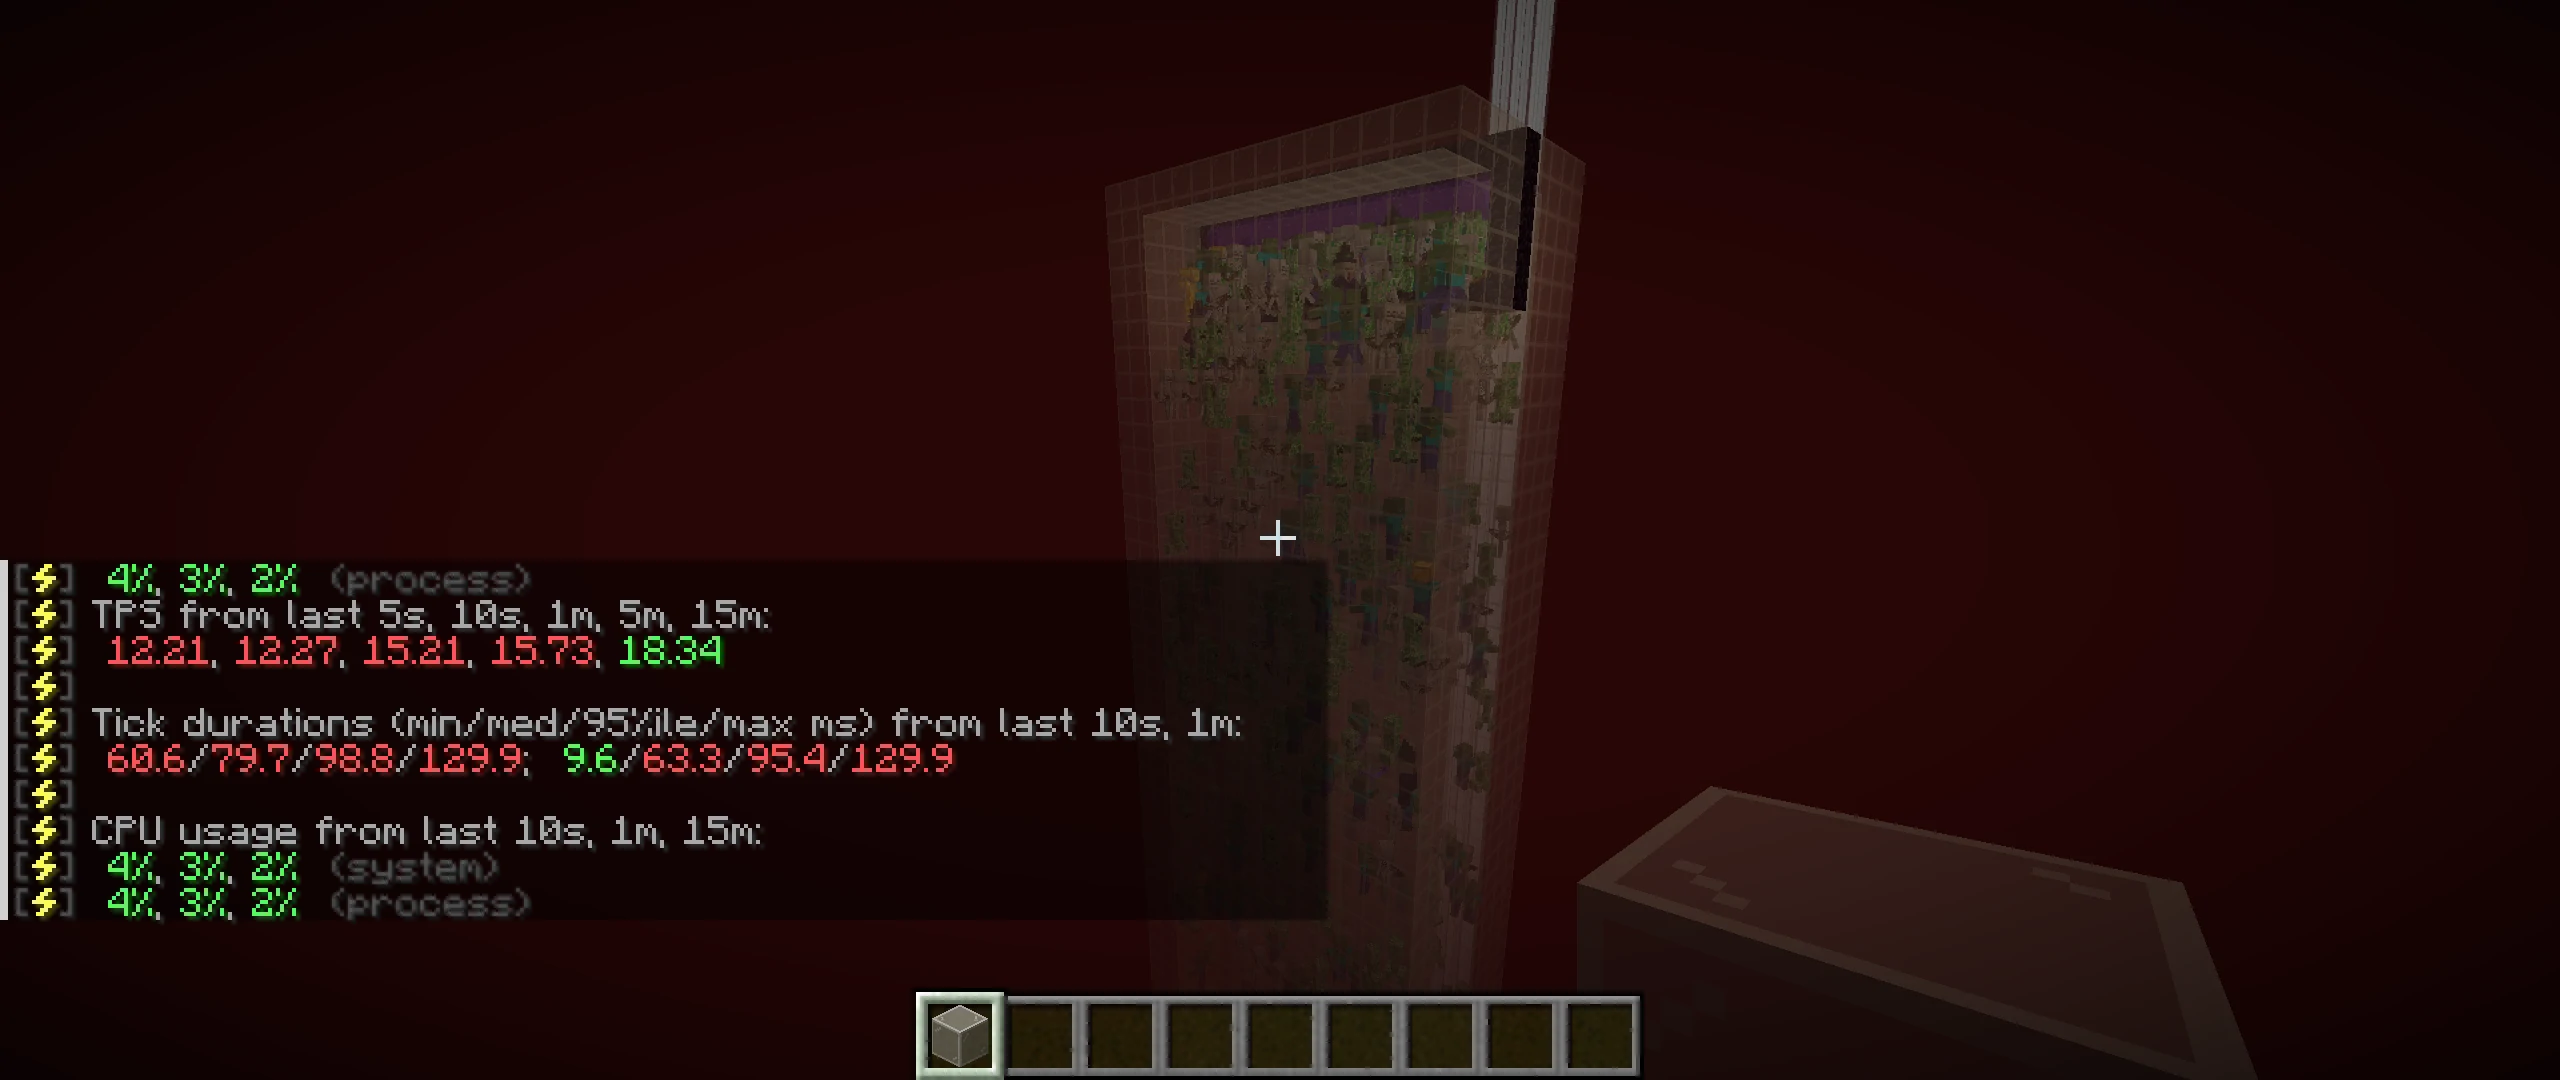 [⚡] 4%, 3%, 2% (process)
[⚡] TPS from last 5s, 10s, 1m, 5m, 15m:
[⚡] 12.21, 12.27, 15.21, 15.73, 18.34
[⚡]
[⚡] Tick durations (min/med/95%ile/max ms) from last 10s, 1m:
[⚡] 60.6/79.7/98.8/129.9; 9.6/63.3/95.4/129.9
[⚡]
[⚡] CPU usage from last 10s, 1m, 15m:
[⚡] 4%, 3%, 2% (system)
[⚡] 4%, 3%, 2% (process)